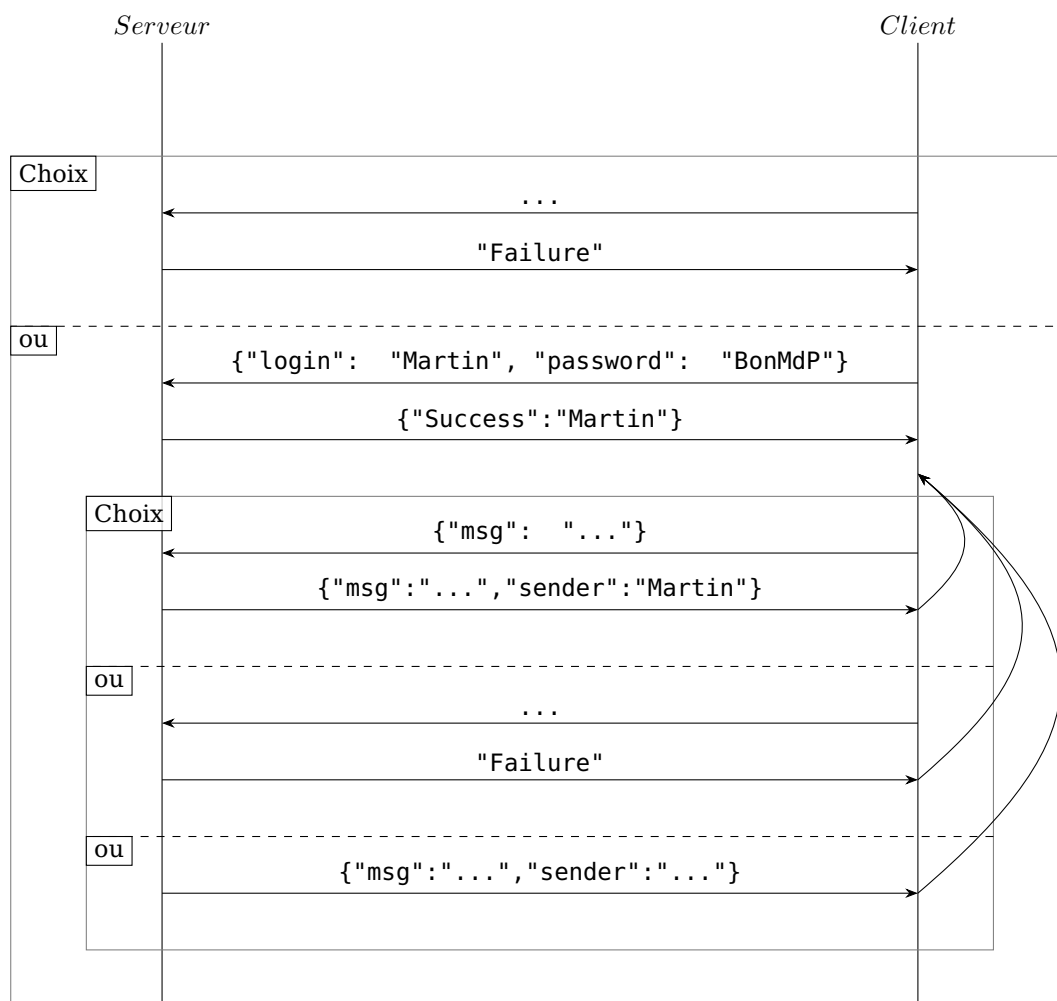 Serveur Client
Choix
...
"Failure"
ou
{"login": "Martin", "password": "BonMdP"}
{"Success":"Martin"}
Choix
{"msg": "..."}
{"msg":"...","sender":"Martin"}
ou
...
"Failure"
ou
{"msg":"...","sender":"..."}